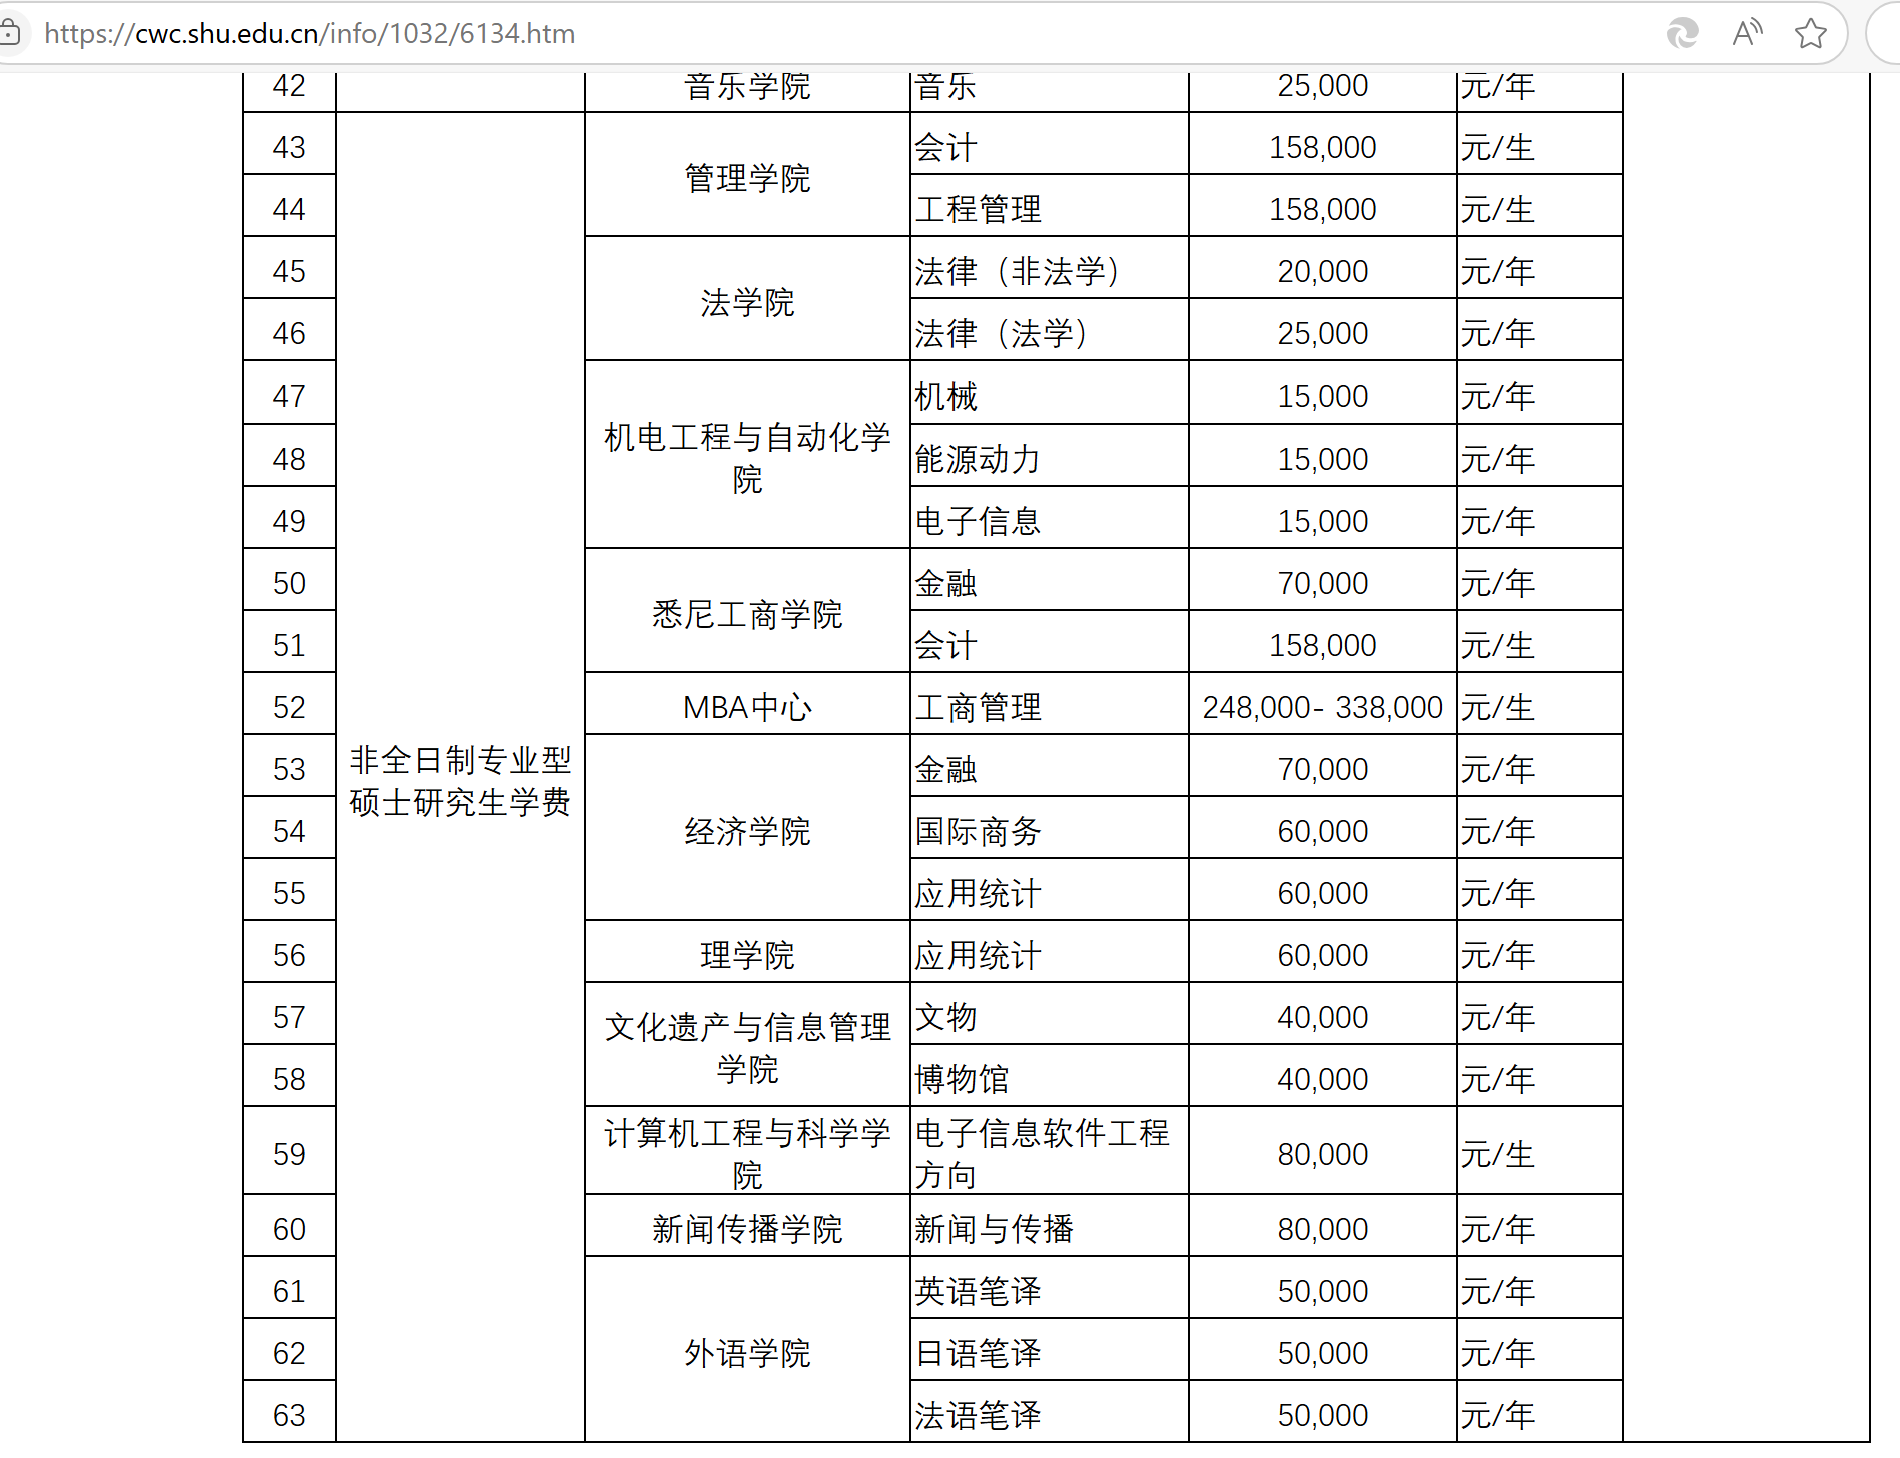 https://cwc.shu.edu.cn/info/1032/6134.htm
42 音乐学院 音乐 25,000 元/年
43 管理学院 会计 158,000 元/生
44 工程管理 158,000 元/生
45 法学院 法律（非法学） 20,000 元/年
46 法律（法学） 25,000 元/年
47 机电工程与自动化学 机械 15,000 元/年
院
48 能源动力 15,000 元/年
49 电子信息 15,000 元/年
50 悉尼工商学院 金融 70,000 元/年
51 会计 158,000 元/生
52 MBA中心 工商管理 248,000- 338,000 元/生
非全日制专业型
硕士研究生学费
53 经济学院 金融 70,000 元/年
54 国际商务 60,000 元/年
55 应用统计 60,000 元/年
56 理学院 应用统计 60,000 元/年
57 文化遗产与信息管理 文物 40,000 元/年
学院
58 博物馆 40,000 元/年
59 计算机工程与科学学 电子信息软件工程 80,000 元/生
院 方向
60 新闻传播学院 新闻与传播 80,000 元/年
61 外语学院 英语笔译 50,000 元/年
62 日语笔译 50,000 元/年
63 法语笔译 50,000 元/年